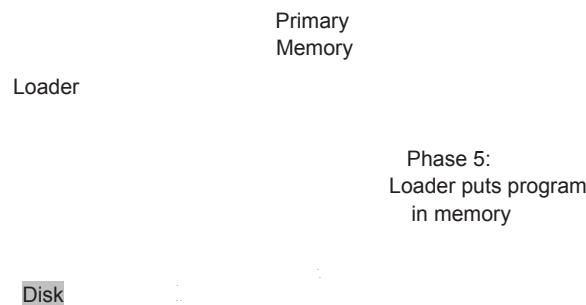 Primary
Memory
Loader
Phase 5:
Loader puts program
in memory
Disk